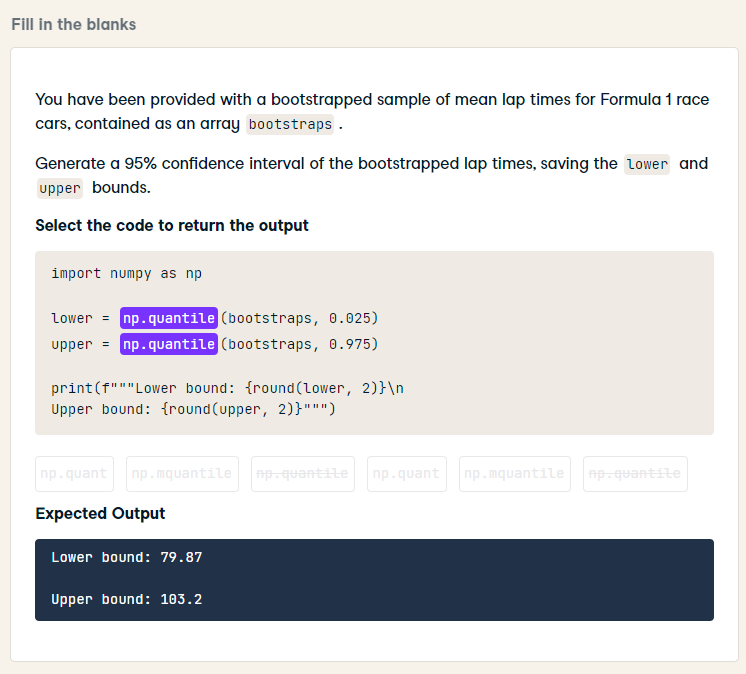 Fill in the blanks
You have been provided with a bootstrapped sample of mean lap times for Formula 1 race
cars, contained as an array bootstraps .
Generate a 95% confidence interval of the bootstrapped lap times, saving the lower and
upper bounds.
Select the code to return the output
import numpy as np
lower = np.quantile(bootstraps, 0.025)
upper = np.quantile(bootstraps, 0.975)
print(f"""Lower bound: {round(lower, 2)}\n
Upper bound: {round(upper, 2)}""")
np.quant np.mquantile np.quantile np.quant np.mquantile np.quantile
Expected Output
Lower bound: 79.87
Upper bound: 103.2